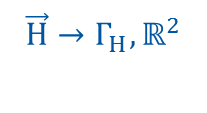 H⃗ → Γ_H, ℝ²